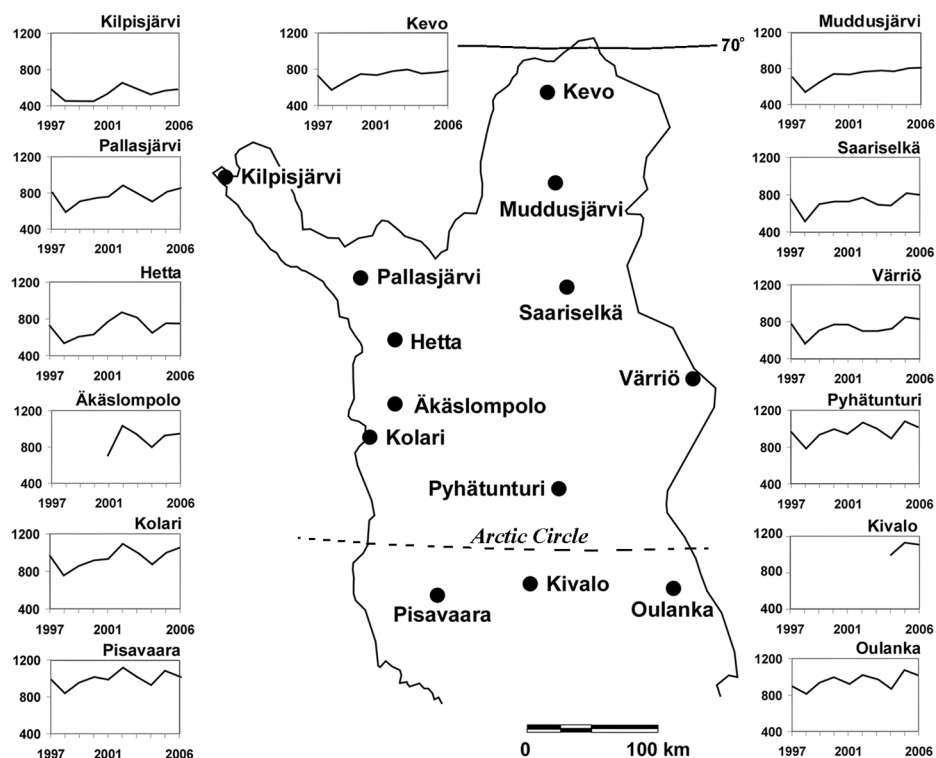 Kilpisjärvi
1200
800
400
1997 2001 2006
Pallasjärvi
1200
800
400
1997 2001 2006
Hetta
1200
800
400
1997 2001 2006
Äkäslompolo
1200
800
400
1997 2001 2006
Kolari
1200
800
400
1997 2001 2006
Pisavaara
1200
800
400
1997 2001 2006
Kevo
1200
800
400
1997 2001 2006
70°
Kevo
Kilpisjärvi
Muddusjärvi
Pallasjärvi
Saariselkä
Hetta
Värriö
Äkäslompolo
Kolari
Pyhätunturi
Arctic Circle
Kivalo
Pisavaara
Oulanka
0 100 km
Muddusjärvi
1200
800
400
1997 2001 2006
Saariselkä
1200
800
400
1997 2001 2006
Värriö
1200
800
400
1997 2001 2006
Pyhätunturi
1200
800
400
1997 2001 2006
Kivalo
1200
800
400
1997 2001 2006
Oulanka
1200
800
400
1997 2001 2006